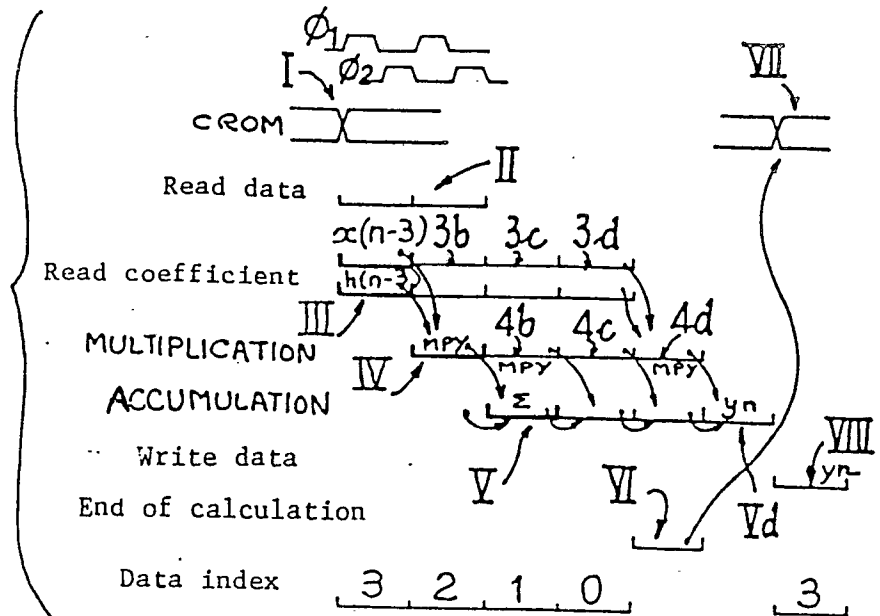 ϕ1
VII
I ϕ2
CROM
II
Read data
x(n-3) 3b 3c 3d
Read coefficient
h(n-3)
III
4b 4c 4d
MULTIPLICATION
MPY MPY MPY
IV
ACCUMULATION
Σ yn
Write data
V VI VIII
yn
End of calculation
Vd
Data index 3 2 1 0 3